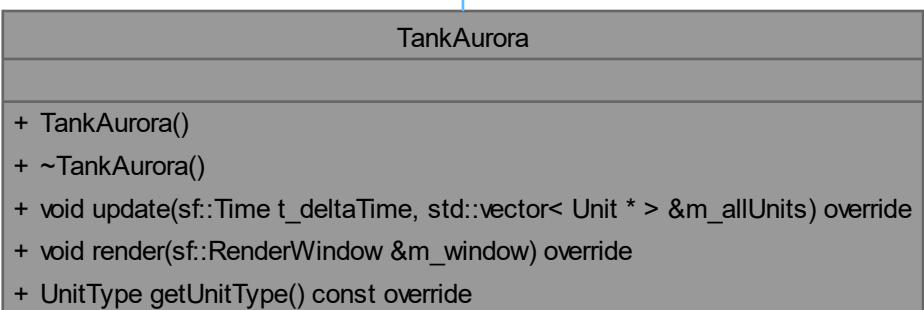 TankAurora
+ TankAurora()
+ ~TankAurora()
+ void update(sf::Time t_deltaTime, std::vector< Unit * > &m_allUnits) override
+ void render(sf::RenderWindow &m_window) override
+ UnitType getUnitType() const override